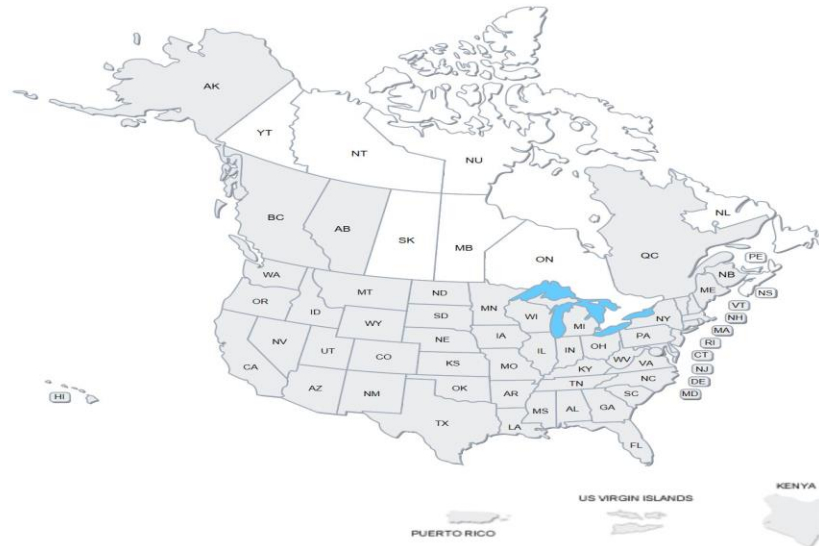 AK
YT
NT
NU
BC
AB
SK
MB
ON
QC
NL
NB
PE
NS
WA
OR
ID
MT
ND
MN
WI
MI
NY
ME
VT
NH
MA
RI
CT
NJ
DE
MD
WY
SD
IA
NE
NV
UT
CO
KS
MO
IL
IN
OH
PA
WV
VA
KY
CA
AZ
NM
OK
AR
TN
NC
SC
TX
LA
MS
AL
GA
FL
HI
KENYA
US VIRGIN ISLANDS
PUERTO RICO